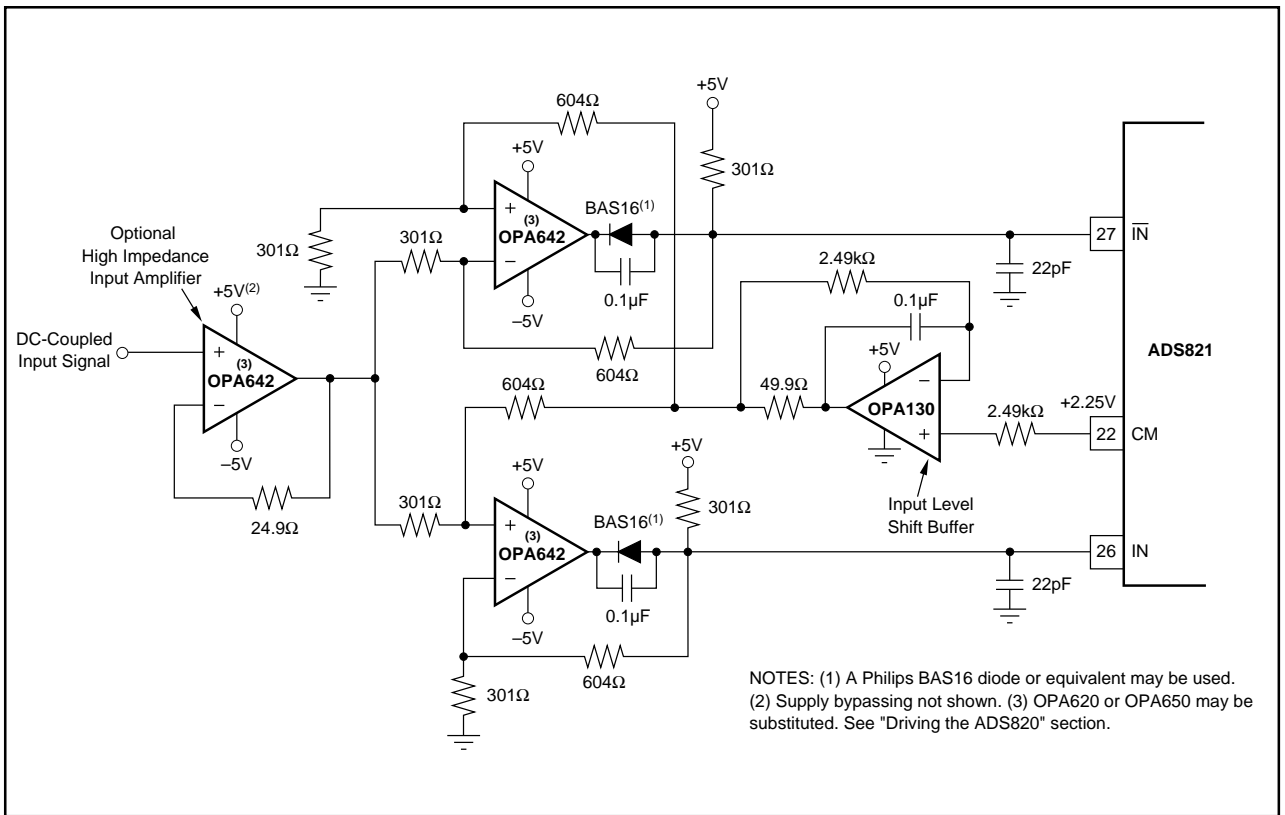 +5V
604Ω
+5V
301Ω
BAS16(1)
+
(3)
OPA642
–
–5V
0.1µF
301Ω
301Ω
604Ω
27
IN
22pF
Optional
High Impedance
Input Amplifier
+5V(2)
DC-Coupled
Input Signal
+
(3)
OPA642
–
–5V
24.9Ω
2.49kΩ
0.1µF
+5V
–
OPA130
+
49.9Ω
2.49kΩ
+2.25V
22
CM
Input Level
Shift Buffer
ADS821
604Ω
+5V
301Ω
+5V
301Ω
BAS16(1)
+
(3)
OPA642
–
–5V
0.1µF
604Ω
301Ω
26
IN
22pF
NOTES: (1) A Philips BAS16 diode or equivalent may be used.
(2) Supply bypassing not shown. (3) OPA620 or OPA650 may be
substituted. See "Driving the ADS820" section.